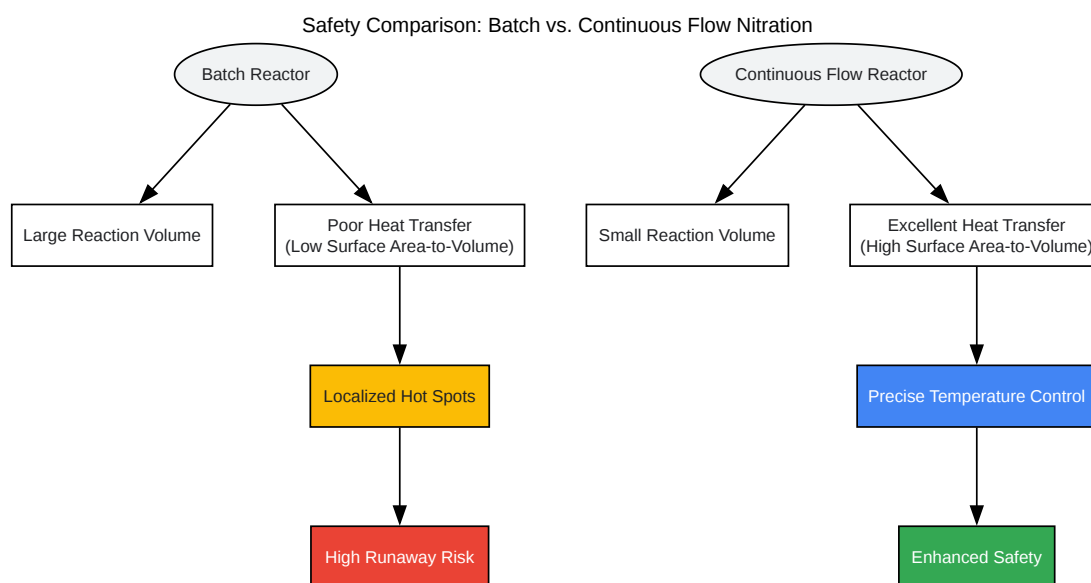 Safety Comparison: Batch vs. Continuous Flow Nitration
Batch Reactor
Continuous Flow Reactor
Large Reaction Volume
Poor Heat Transfer
(Low Surface Area-to-Volume)
Small Reaction Volume
Excellent Heat Transfer
(High Surface Area-to-Volume)
Localized Hot Spots
Precise Temperature Control
High Runaway Risk
Enhanced Safety